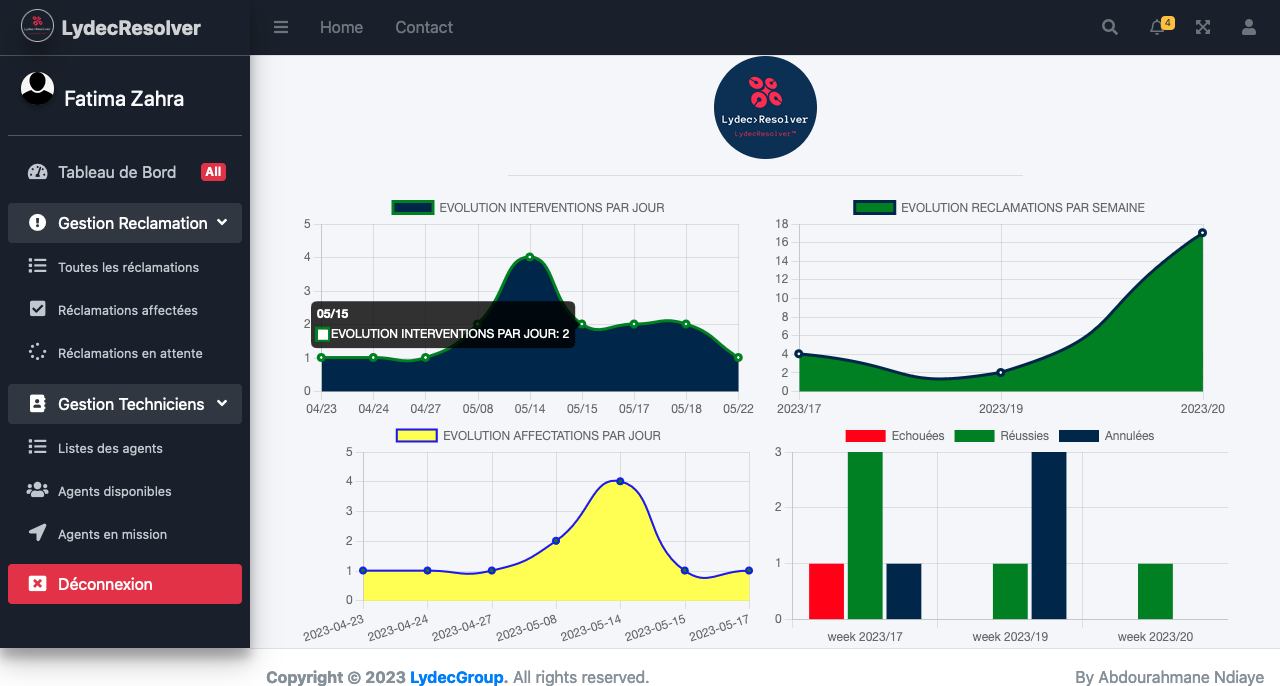 LydecResolver
Home
Contact
4
Fatima Zahra
Tableau de Bord
All
Gestion Reclamation
Toutes les réclamations
Réclamations affectées
Réclamations en attente
Gestion Techniciens
Listes des agents
Agents disponibles
Agents en mission
Déconnexion
Lydec>Resolver
LydecResolver™
EVOLUTION INTERVENTIONS PAR JOUR
5
4
3
2
1
0
05/15
EVOLUTION INTERVENTIONS PAR JOUR: 2
04/23 04/24 04/27 05/08 05/14 05/15 05/17 05/18 05/22
EVOLUTION RECLAMATIONS PAR SEMAINE
18
16
14
12
10
8
6
4
2
0
2023/17 2023/19 2023/20
EVOLUTION AFFECTATIONS PAR JOUR
5
4
3
2
1
0
2023-04-23 2023-04-24 2023-04-27 2023-05-08 2023-05-14 2023-05-15 2023-05-17
Echouées Réussies Annulées
3
2
1
0
week 2023/17 week 2023/19 week 2023/20
Copyright © 2023 LydecGroup. All rights reserved.
By Abdourahmane Ndiaye